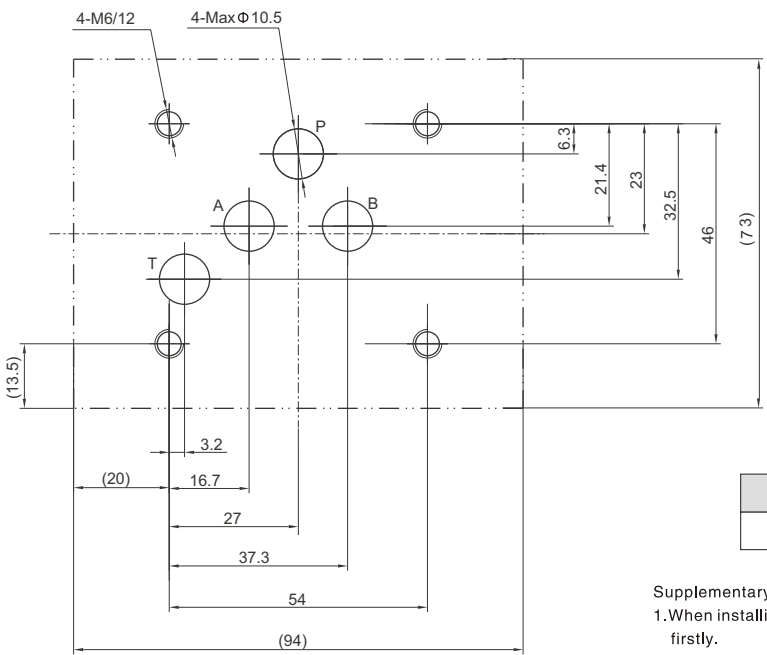 4-M6/12
4-MaxΦ10.5
P
A
B
T
6.3
21.4
23
32.5
46
(73)
(13.5)
3.2
(20)
16.7
27
37.3
54
(94)
Supplementary
1.When installi
firstly.